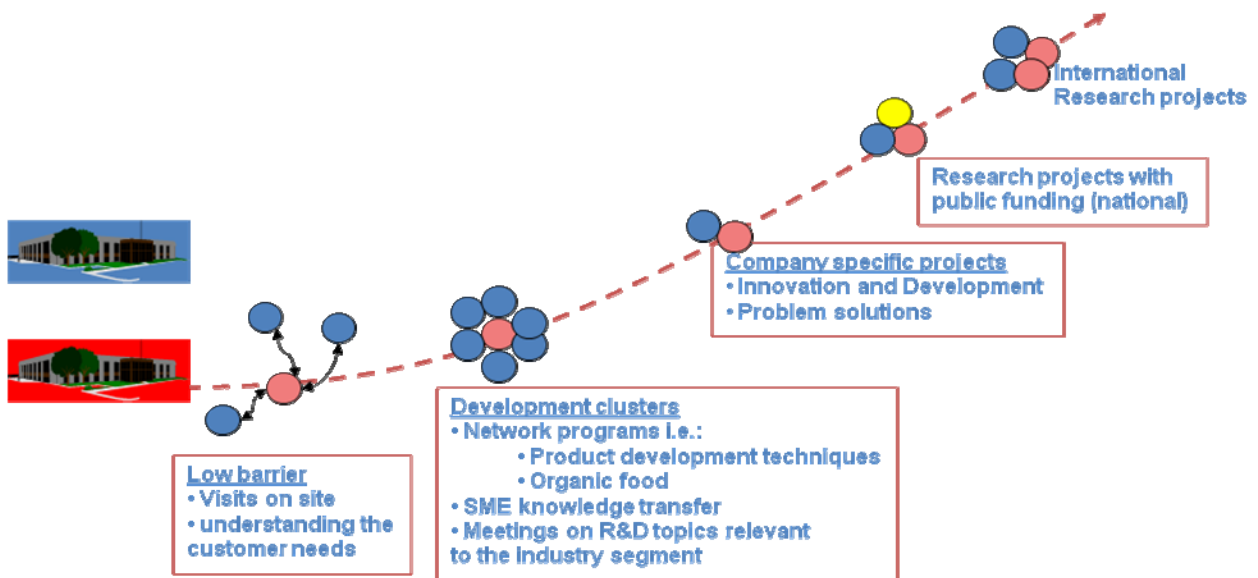 International
Research projects
Research projects with
public funding (national)
Company specific projects
• Innovation and Development
• Problem solutions
Development clusters
• Network programs i.e.:
• Product development techniques
• Organic food
• SME knowledge transfer
• Meetings on R&D topics relevant
to the industry segment
Low barrier
• Visits on site
• understanding the
customer needs